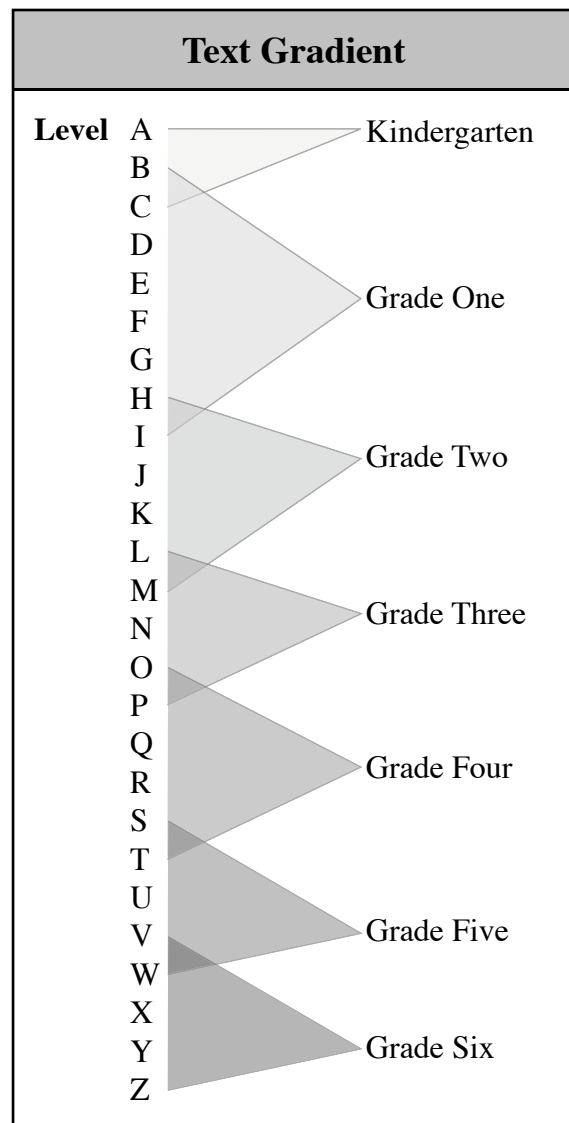 Text Gradient
Level A Kindergarten
B
C
D
E
F
Grade One
G
H
I
Grade Two
J
K
L
M
Grade Three
N
O
P
Q
Grade Four
R
S
T
U
V
Grade Five
W
X
Y
Grade Six
Z